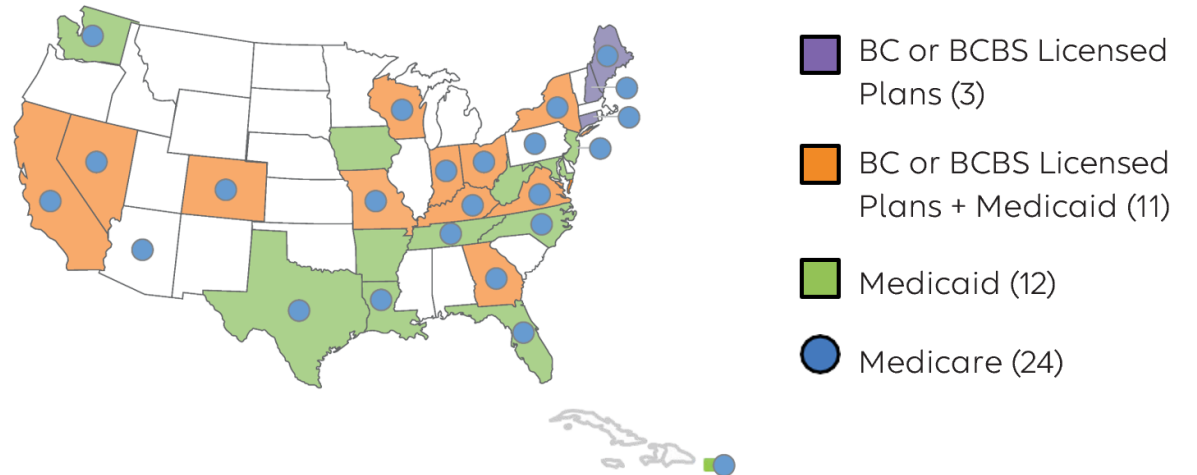 BC or BCBS Licensed
Plans (3)
BC or BCBS Licensed
Plans + Medicaid (11)
Medicaid (12)
Medicare (24)